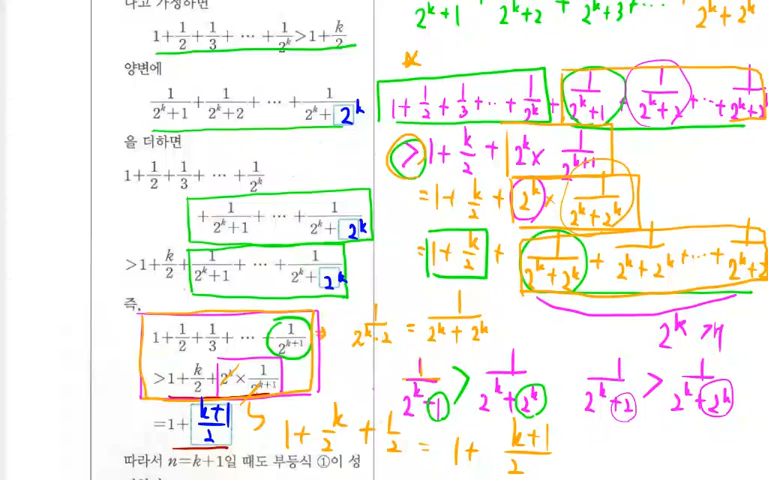 다고 가정하면
1+1/2+1/3+ ⋯ +1/2^k>1+k/2
양변에
1/(2^k+1)+1/(2^k+2)+ ⋯ +1/(2^k+2^k)
을 더하면
1+1/2+1/3+ ⋯ +1/2^k
+1/(2^k+1)+ ⋯ +1/(2^k+2^k)
>1+k/2+1/(2^k+1)+ ⋯ +1/(2^k+2^k)
즉,
1+1/2+1/3+ ⋯ 1/2^(k+1)
>1+k/2+2^k×1/2^(k+1)
=1+(k+1)/2
따라서 n=k+1일 때도 부등식 ①이 성
2^k+1 2^k+2 + 2^k+3+⋯ 2^k+2^k
1+1/2+1/3+⋯+1/2^k + 1/(2^k+1) + 1/(2^k+2) +⋯+
>1+k/2+2^k×1/2^(k+1)
=1+k/2+2^k×1/(2^k+2^k)
=1+k/2+1/(2^k+2^k)+1/(2^k+2^k)+⋯+
2^k개
1/(2^k·2) = 1/(2^k+2^k)
1/(2^k+1) > 1/(2^k+2^k) 1/(2^k+2) > 1/(2^k+2^k)
1+k/2+1/2 = 1+(k+1)/2